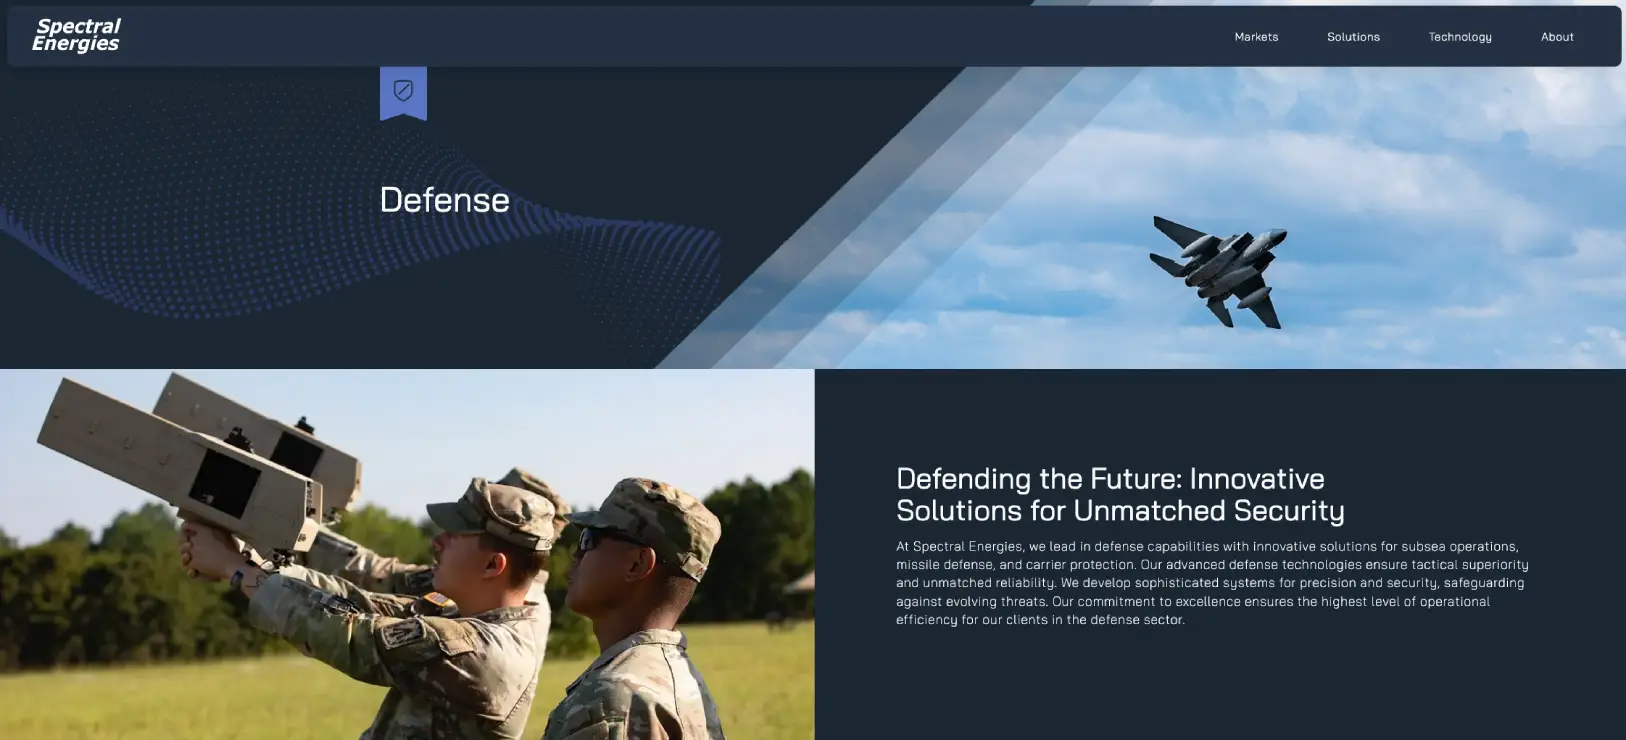 Spectral
Energies
Markets
Solutions
Technology
About
Defense
Defending the Future: Innovative
Solutions for Unmatched Security
At Spectral Energies, we lead in defense capabilities with innovative solutions for subsea operations,
missile defense, and carrier protection. Our advanced defense technologies ensure tactical superiority
and unmatched reliability. We develop sophisticated systems for precision and security, safeguarding
against evolving threats. Our commitment to excellence ensures the highest level of operational
efficiency for our clients in the defense sector.